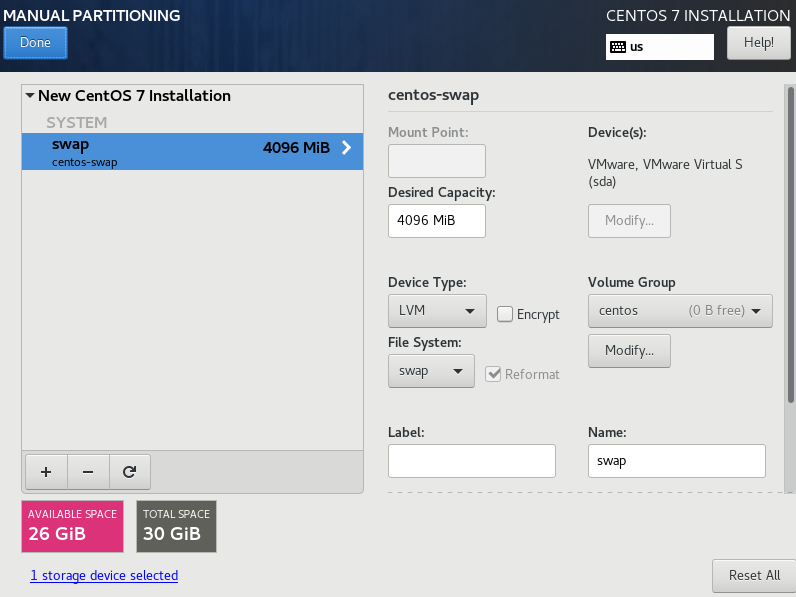 MANUAL PARTITIONING
CENTOS 7 INSTALLATION
Done
us
Help!
New CentOS 7 Installation
SYSTEM
swap
4096 MiB
centos-swap
centos-swap
Mount Point:
Device(s):
VMware, VMware Virtual S
(sda)
Desired Capacity:
4096 MiB
Modify...
Device Type:
Volume Group
LVM
Encrypt
centos (0 B free)
File System:
Modify...
swap
Reformat
Label:
Name:
swap
+ −
AVAILABLE SPACE
26 GiB
TOTAL SPACE
30 GiB
1 storage device selected
Reset All